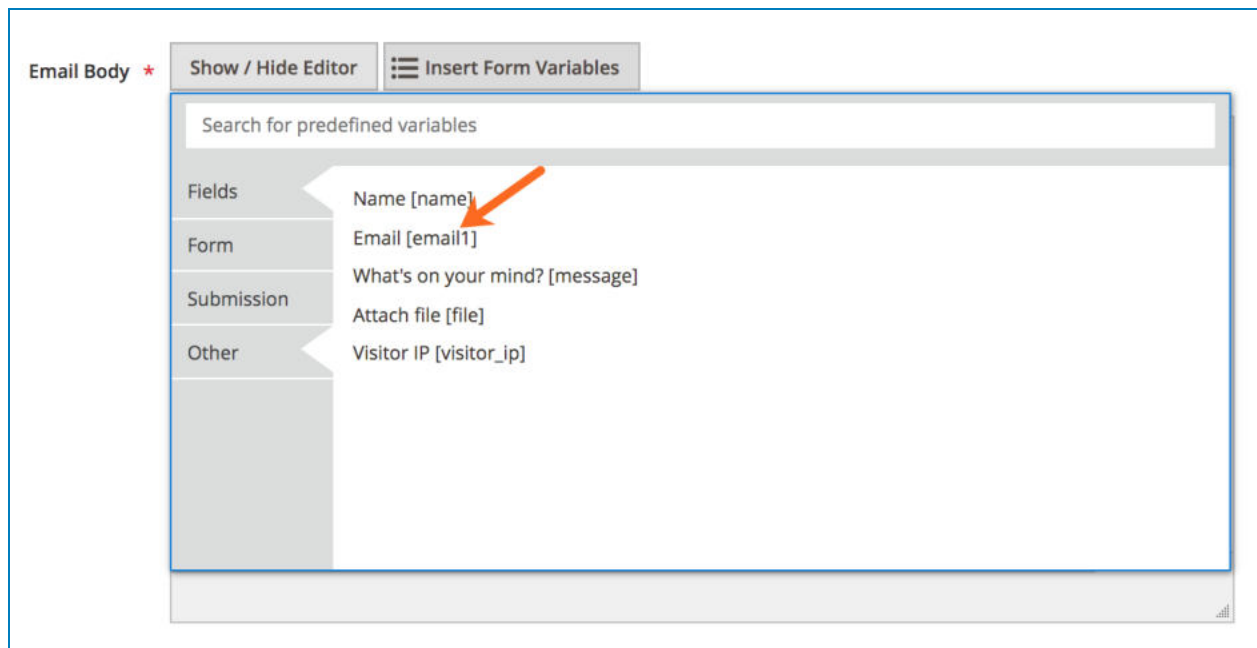 Email Body * Show / Hide Editor Insert Form Variables
Search for predefined variables
Fields
Name [name]
Email [email1]
Form
What's on your mind? [message]
Submission
Attach file [file]
Other
Visitor IP [visitor_ip]